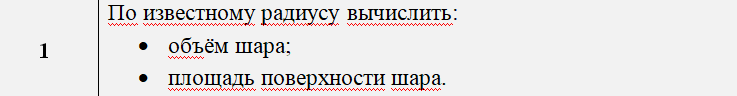 По известному радиусу вычислить:
1
• объём шара;
• площадь поверхности шара.